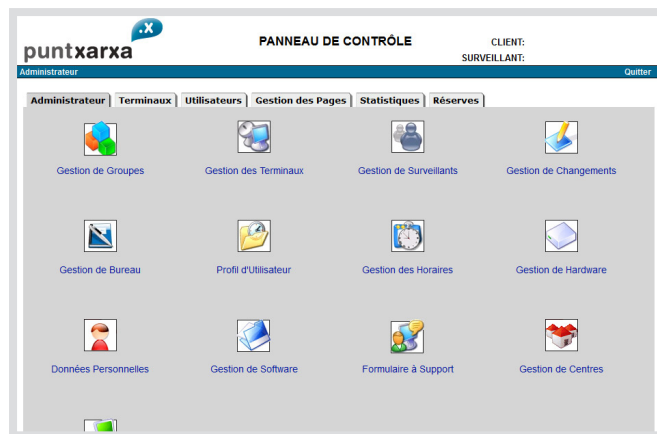 .X
puntxarxa
PANNEAU DE CONTRÔLE
CLIENT:
SURVEILLANT:
Administrateur
Quitter
Administrateur Terminaux Utilisateurs Gestion des Pages Statistiques Réserves
Gestion de Groupes Gestion des Terminaux Gestion de Surveillants Gestion de Changements
Gestion de Bureau Profil d'Utilisateur Gestion des Horaires Gestion de Hardware
Données Personnelles Gestion de Software Formulaire à Support Gestion de Centres